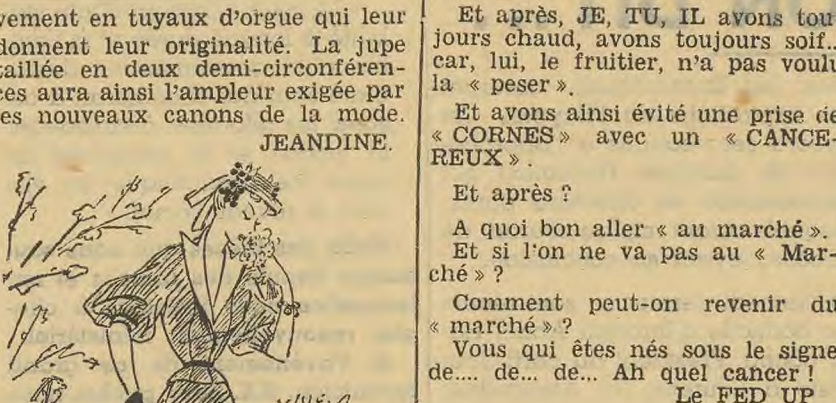 vement en tuyaux d'orgue qui leur
donnent leur originalité. La jupe
taillée en deux demi-circonféren-
ces aura ainsi l'ampleur exigée par
es nouveaux canons de la mode.
JEANDINE.
Et après, JE, TU, IL avons tou-
jours chaud, avons toujours soif...
car, lui, le fruitier, n'a pas voulu
la « peser ».
Et avons ainsi évité une prise de
« CORNES » avec un « CANCE-
REUX ».
Et après ?
A quoi bon aller « au marché ».
Et si l'on ne va pas au « Mar-
ché » ?
Comment peut-on revenir du
« marché » ?
Vous qui êtes nés sous le signe
de.... de... de... Ah quel cancer !
Le FED UP